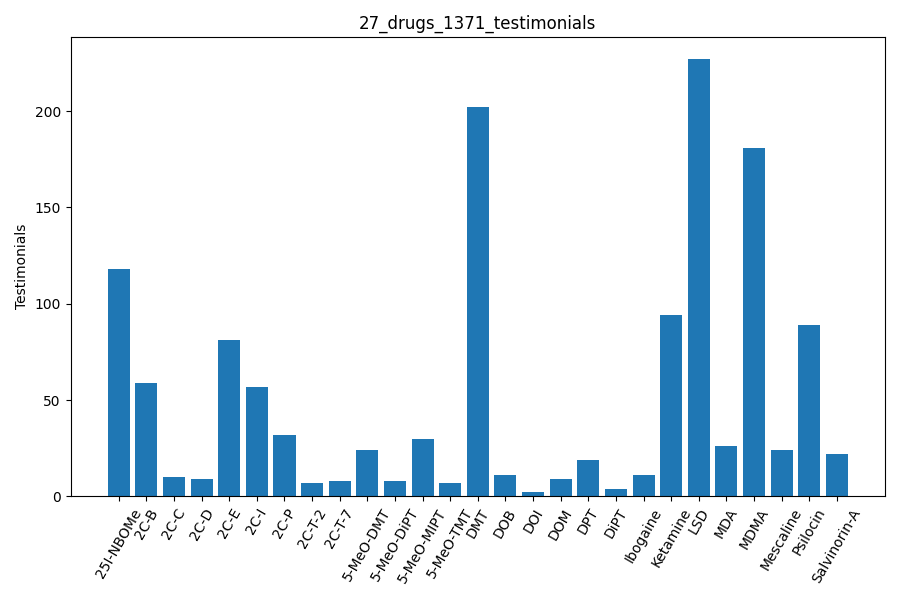 27_drugs_1371_testimonials
Testimonials
200
150
100
50
0
25I-NBOMe
2C-B
2C-C
2C-D
2C-E
2C-I
2C-P
2C-T-2
2C-T-7
5-MeO-DMT
5-MeO-DiPT
5-MeO-MIPT
5-MeO-TMT
DMT
DOB
DOI
DOM
DPT
DiPT
Ibogaine
Ketamine
LSD
MDA
MDMA
Mescaline
Psilocin
Salvinorin-A